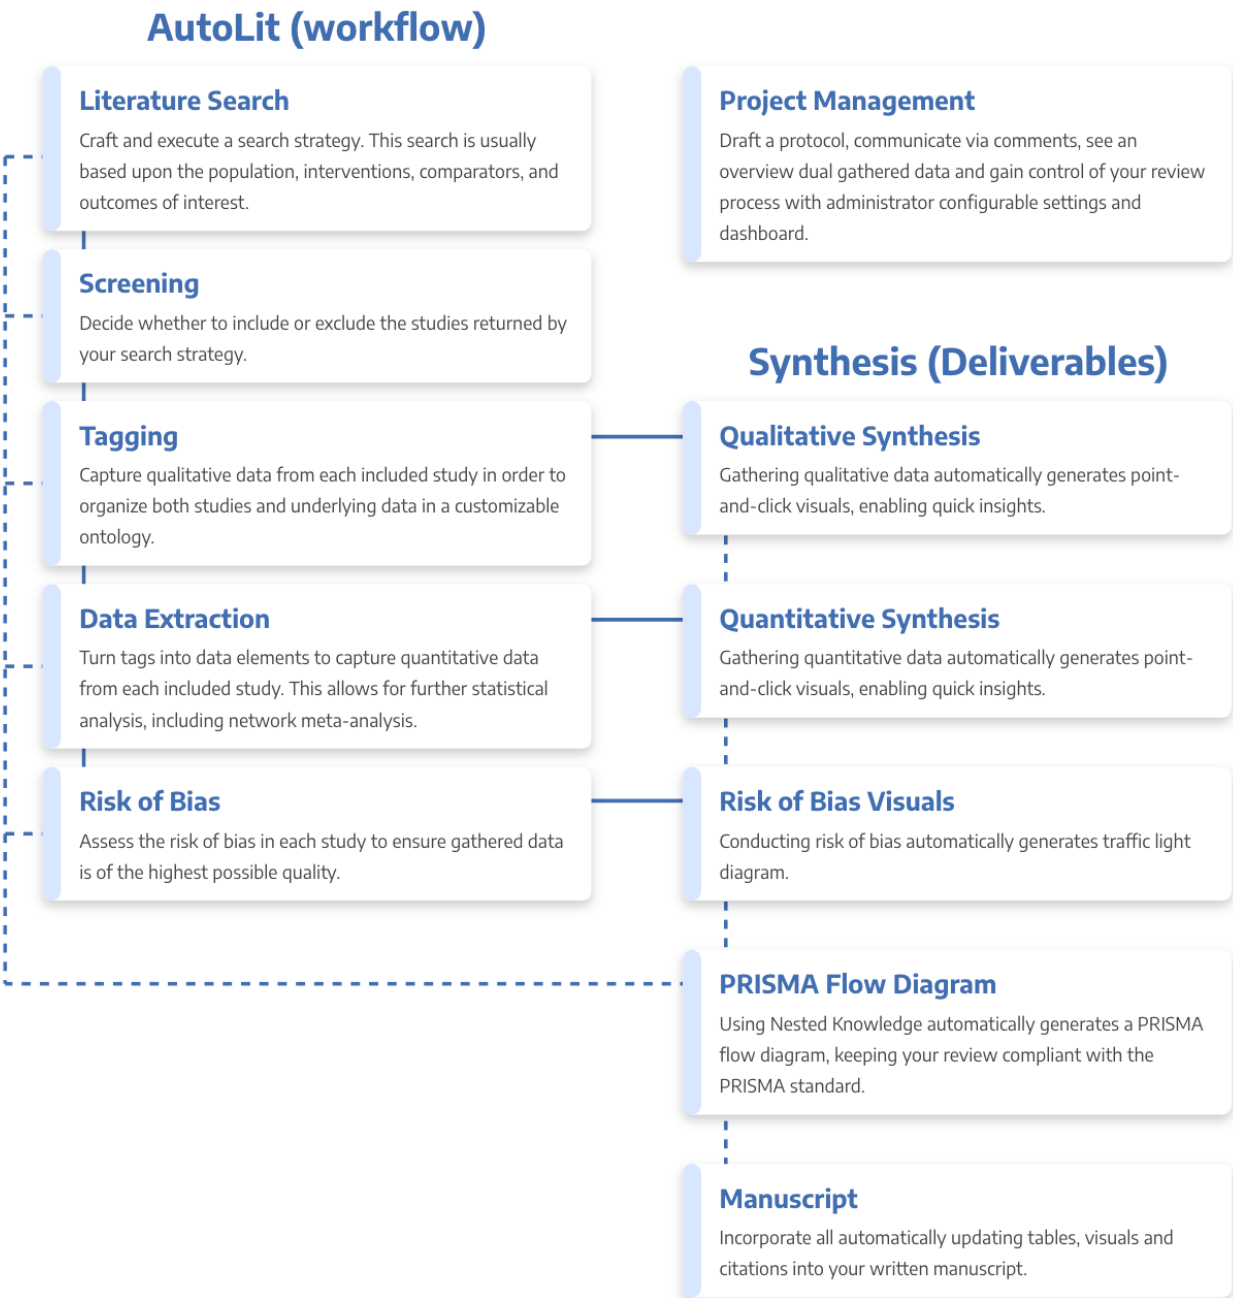 AutoLit (workflow)
Literature Search
Craft and execute a search strategy. This search is usually
based upon the population, interventions, comparators, and
outcomes of interest.
Screening
Decide whether to include or exclude the studies returned by
your search strategy.
Tagging
Capture qualitative data from each included study in order to
organize both studies and underlying data in a customizable
ontology.
Data Extraction
Turn tags into data elements to capture quantitative data
from each included study. This allows for further statistical
analysis, including network meta-analysis.
Risk of Bias
Assess the risk of bias in each study to ensure gathered data
is of the highest possible quality.
Project Management
Draft a protocol, communicate via comments, see an
overview dual gathered data and gain control of your review
process with administrator configurable settings and
dashboard.
Synthesis (Deliverables)
Qualitative Synthesis
Gathering qualitative data automatically generates point-
and-click visuals, enabling quick insights.
Quantitative Synthesis
Gathering quantitative data automatically generates point-
and-click visuals, enabling quick insights.
Risk of Bias Visuals
Conducting risk of bias automatically generates traffic light
diagram.
PRISMA Flow Diagram
Using Nested Knowledge automatically generates a PRISMA
flow diagram, keeping your review compliant with the
PRISMA standard.
Manuscript
Incorporate all automatically updating tables, visuals and
citations into your written manuscript.